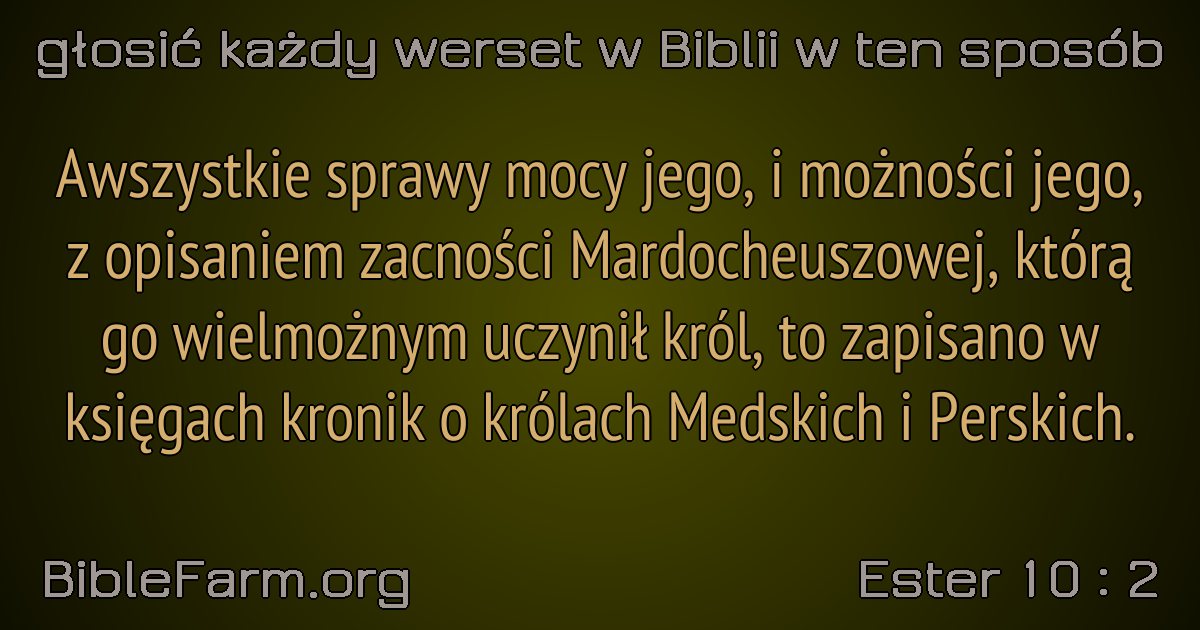 głosić każdy werset w Biblii w ten sposób
Awszystkie sprawy mocy jego, i możności jego,
z opisaniem zacności Mardocheuszowej, którą
go wielmożnym uczynił król, to zapisano w
księgach kronik o królach Medskich i Perskich.
BibleFarm.org
Ester 10 : 2